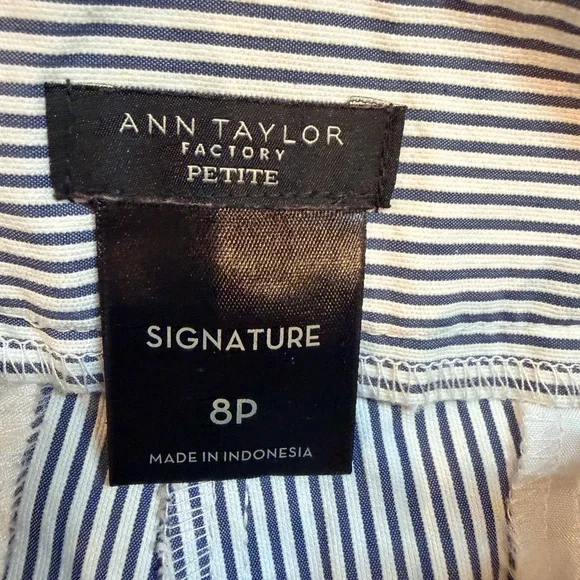 ANN TAYLOR
FACTORY
PETITE
SIGNATURE
8P
MADE IN INDONESIA